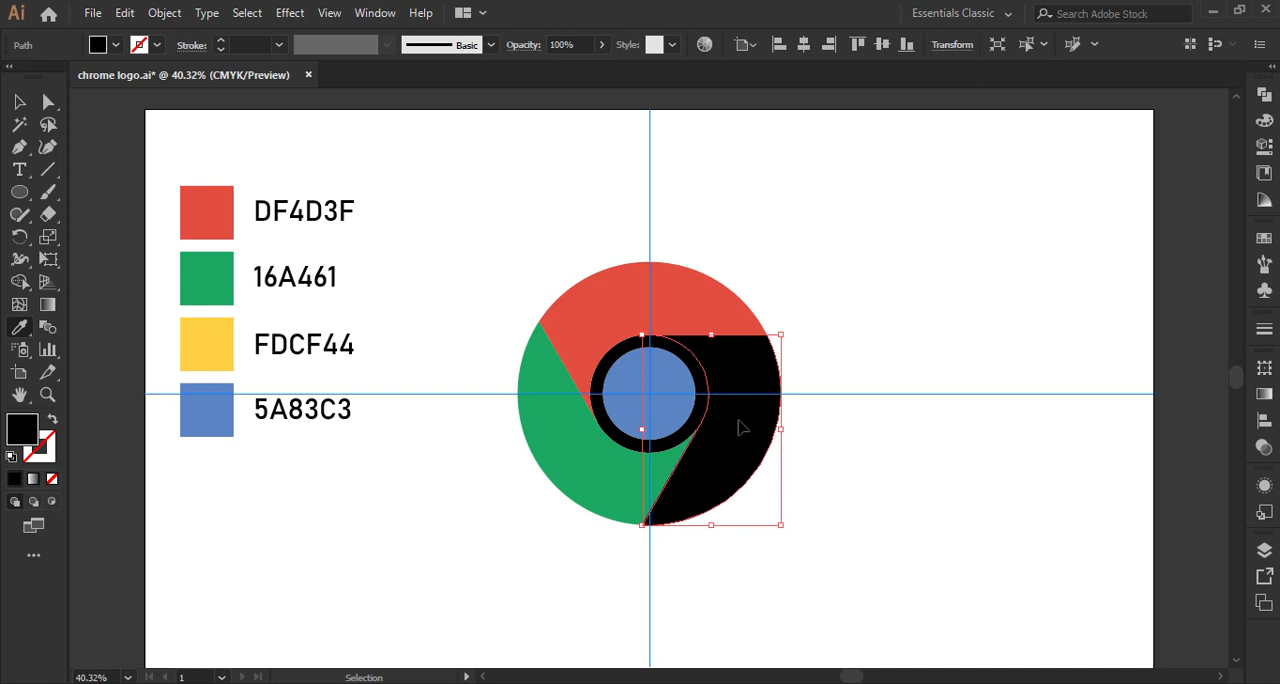 Ai File Edit Object Type Select Effect View Window Help Essentials Classic Search Adobe Stock
Path Stroke: Basic Opacity: 100% Style: Transform
chrome logo.ai* @ 40.32% (CMYK/Preview) ×
DF4D3F
16A461
FDCF44
5A83C3
40.32% 1 Selection